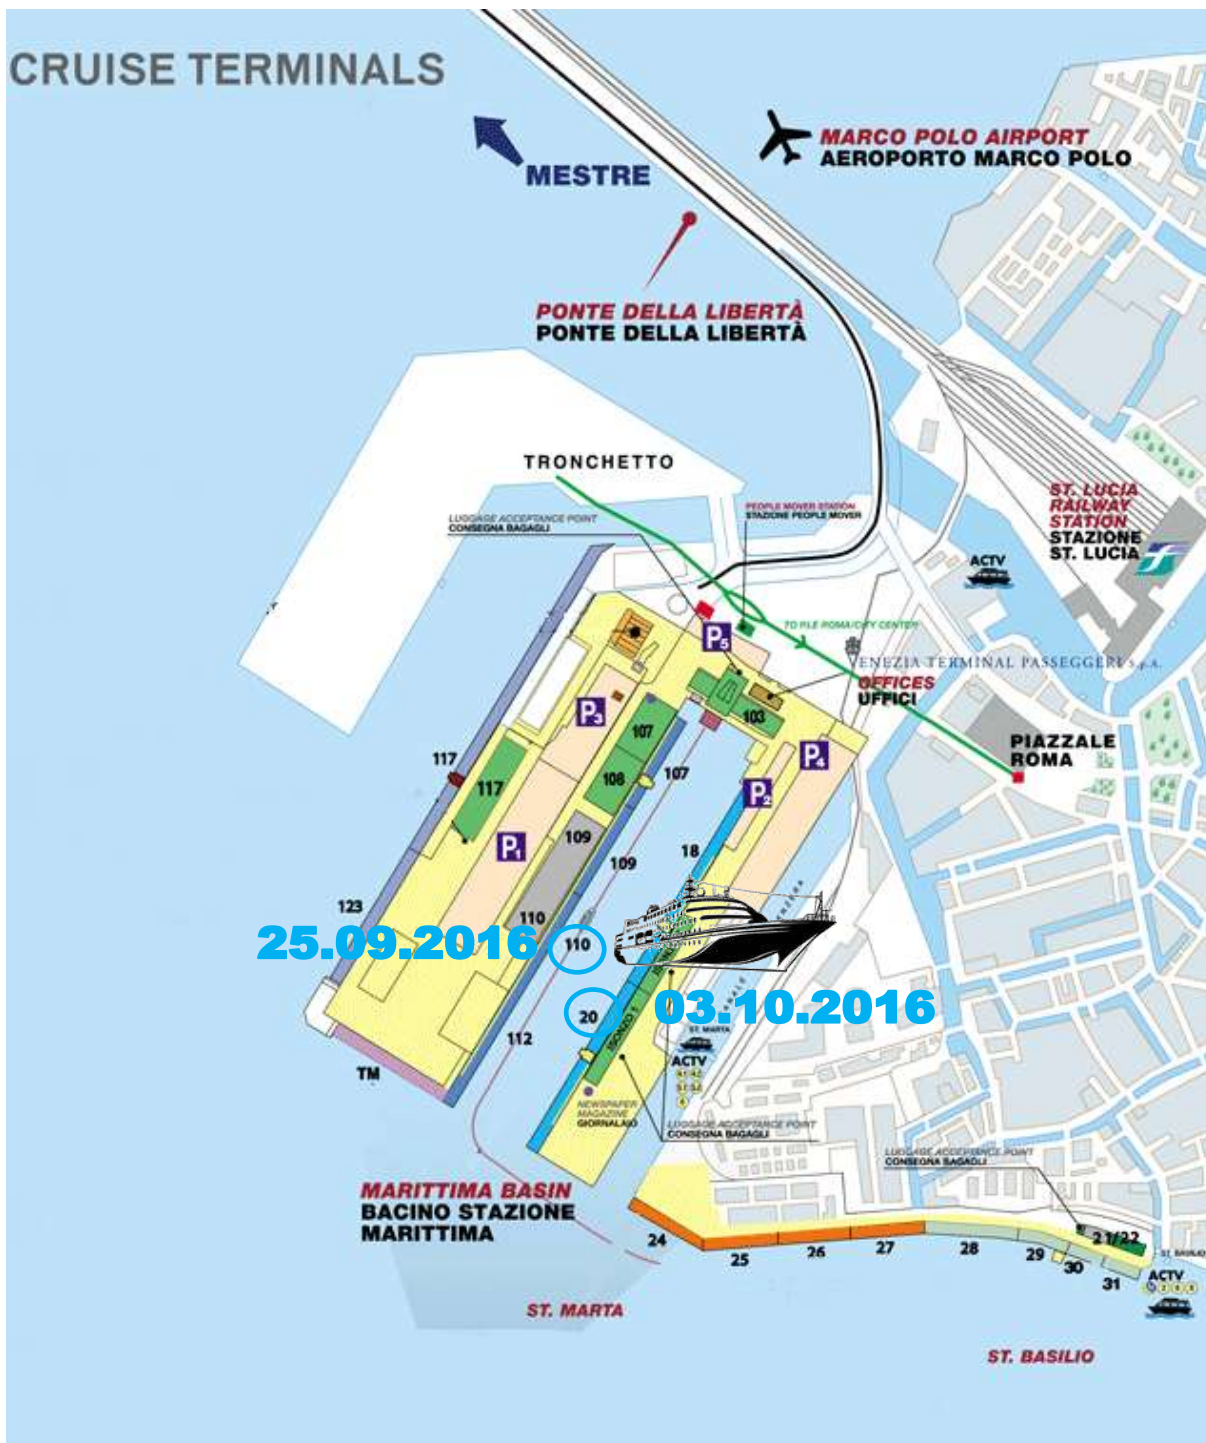 CRUISE TERMINALS
MESTRE
MARCO POLO AIRPORT
AEROPORTO MARCO POLO
PONTE DELLA LIBERTÀ
PONTE DELLA LIBERTÀ
TRONCHETTO
LUGGAGE ACCEPTANCE POINT
CONSEGNA BAGAGLI
PEOPLE MOVER STATION
STAZIONE PEOPLE MOVER
ST. LUCIA
RAILWAY
STATION
STAZIONE
ST. LUCIA
ACTV
TO P.LE ROMA/CITY CENTER
VENEZIA TERMINAL PASSEGGERI S.p.A.
OFFICES
UFFICI
PIAZZALE
ROMA
P5
P3
103
107
107
108
P4
P2
117
117
P1
109
109
18
123
110
110
25.09.2016
03.10.2016
20
ISONZO 1
112
TM
ST. MARTA
ACTV
NEWSPAPER
MAGAZINE
GIORNALAIO
LUGGAGE ACCEPTANCE POINT
CONSEGNA BAGAGLI
LUGGAGE ACCEPTANCE POINT
CONSEGNA BAGAGLI
MARITTIMA BASIN
BACINO STAZIONE
MARITTIMA
24
25
26
27
28
29
30
31
21/22
ST. BASILIO
ACTV
ST. MARTA
ST. BASILIO